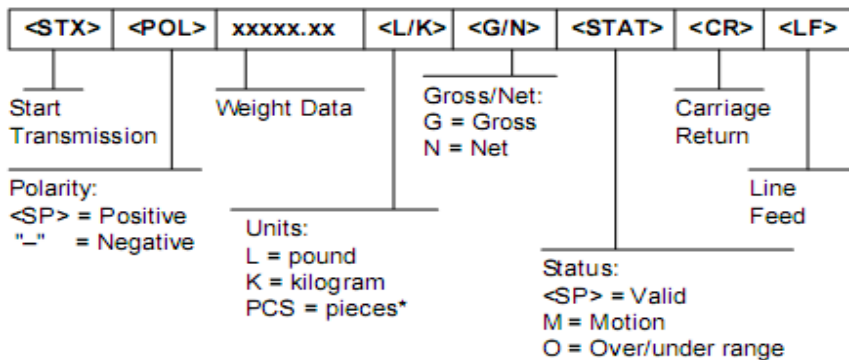 <STX> <POL> xxxxx.xx <L/K> <G/N> <STAT> <CR> <LF>
Start
Transmission
Weight Data
Gross/Net:
G = Gross
N = Net
Carriage
Return
Polarity:
<SP> = Positive
"–" = Negative
Line
Feed
Units:
L = pound
K = kilogram
PCS = pieces*
Status:
<SP> = Valid
M = Motion
O = Over/under range